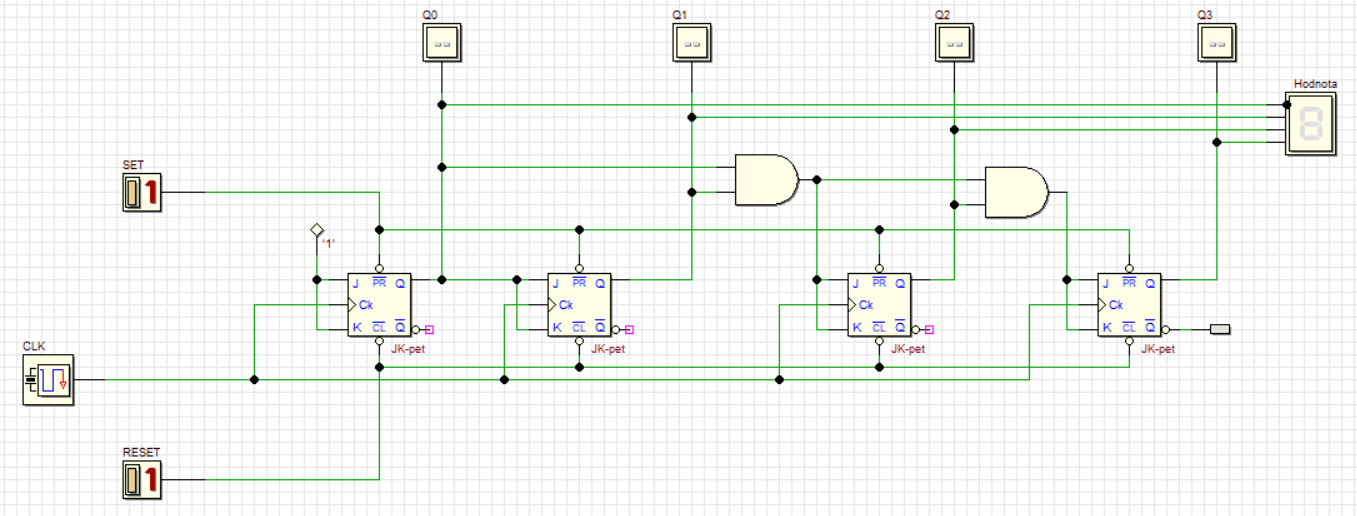 Q0 Q1 Q2 Q3
-- -- -- --
Hodnota
8
SET
1
'1'
J PR Q J PR Q J PR Q J PR Q
Ck Ck Ck Ck
K CL Q K CL Q K CL Q K CL Q
CLK
JK-pet JK-pet JK-pet JK-pet
RESET
1